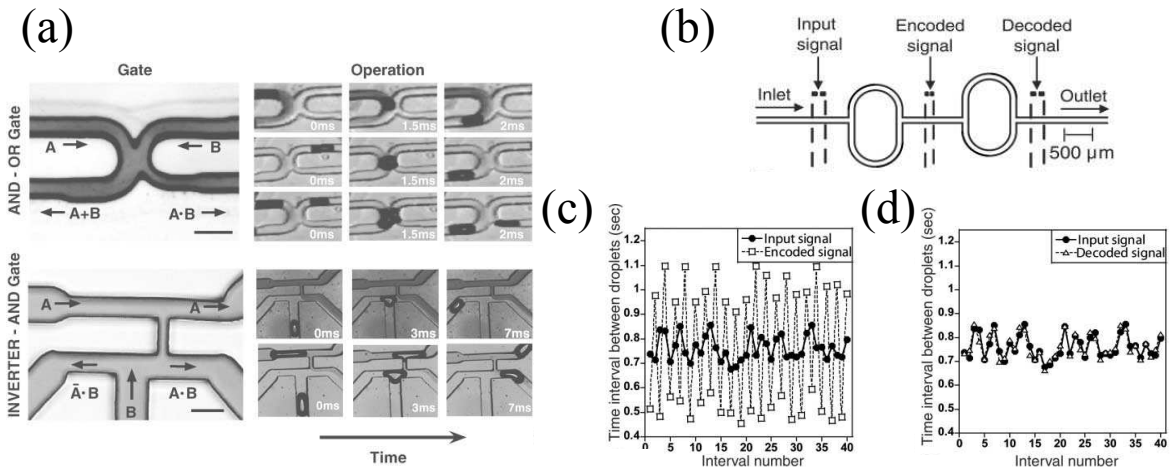 (a)
Gate
Operation
AND - OR Gate
A
B
A+B
A·B
0ms
1.5ms
2ms
0ms
1.5ms
2ms
0ms
1.5ms
2ms
INVERTER - AND Gate
A
A
Ā·B
B
A·B
0ms
3ms
7ms
0ms
3ms
7ms
Time
(b)
Input
signal
Encoded
signal
Decoded
signal
Inlet
Outlet
500 µm
(c)
Time interval between droplets (sec)
1.2
1.1
1.0
0.9
0.8
0.7
0.6
0.5
0.4
Input signal
Encoded signal
0 5 10 15 20 25 30 35 40
Interval number
(d)
Time interval between droplets (sec)
1.2
1.1
1.0
0.9
0.8
0.7
0.6
0.5
0.4
Input signal
Decoded signal
0 5 10 15 20 25 30 35 40
Interval number